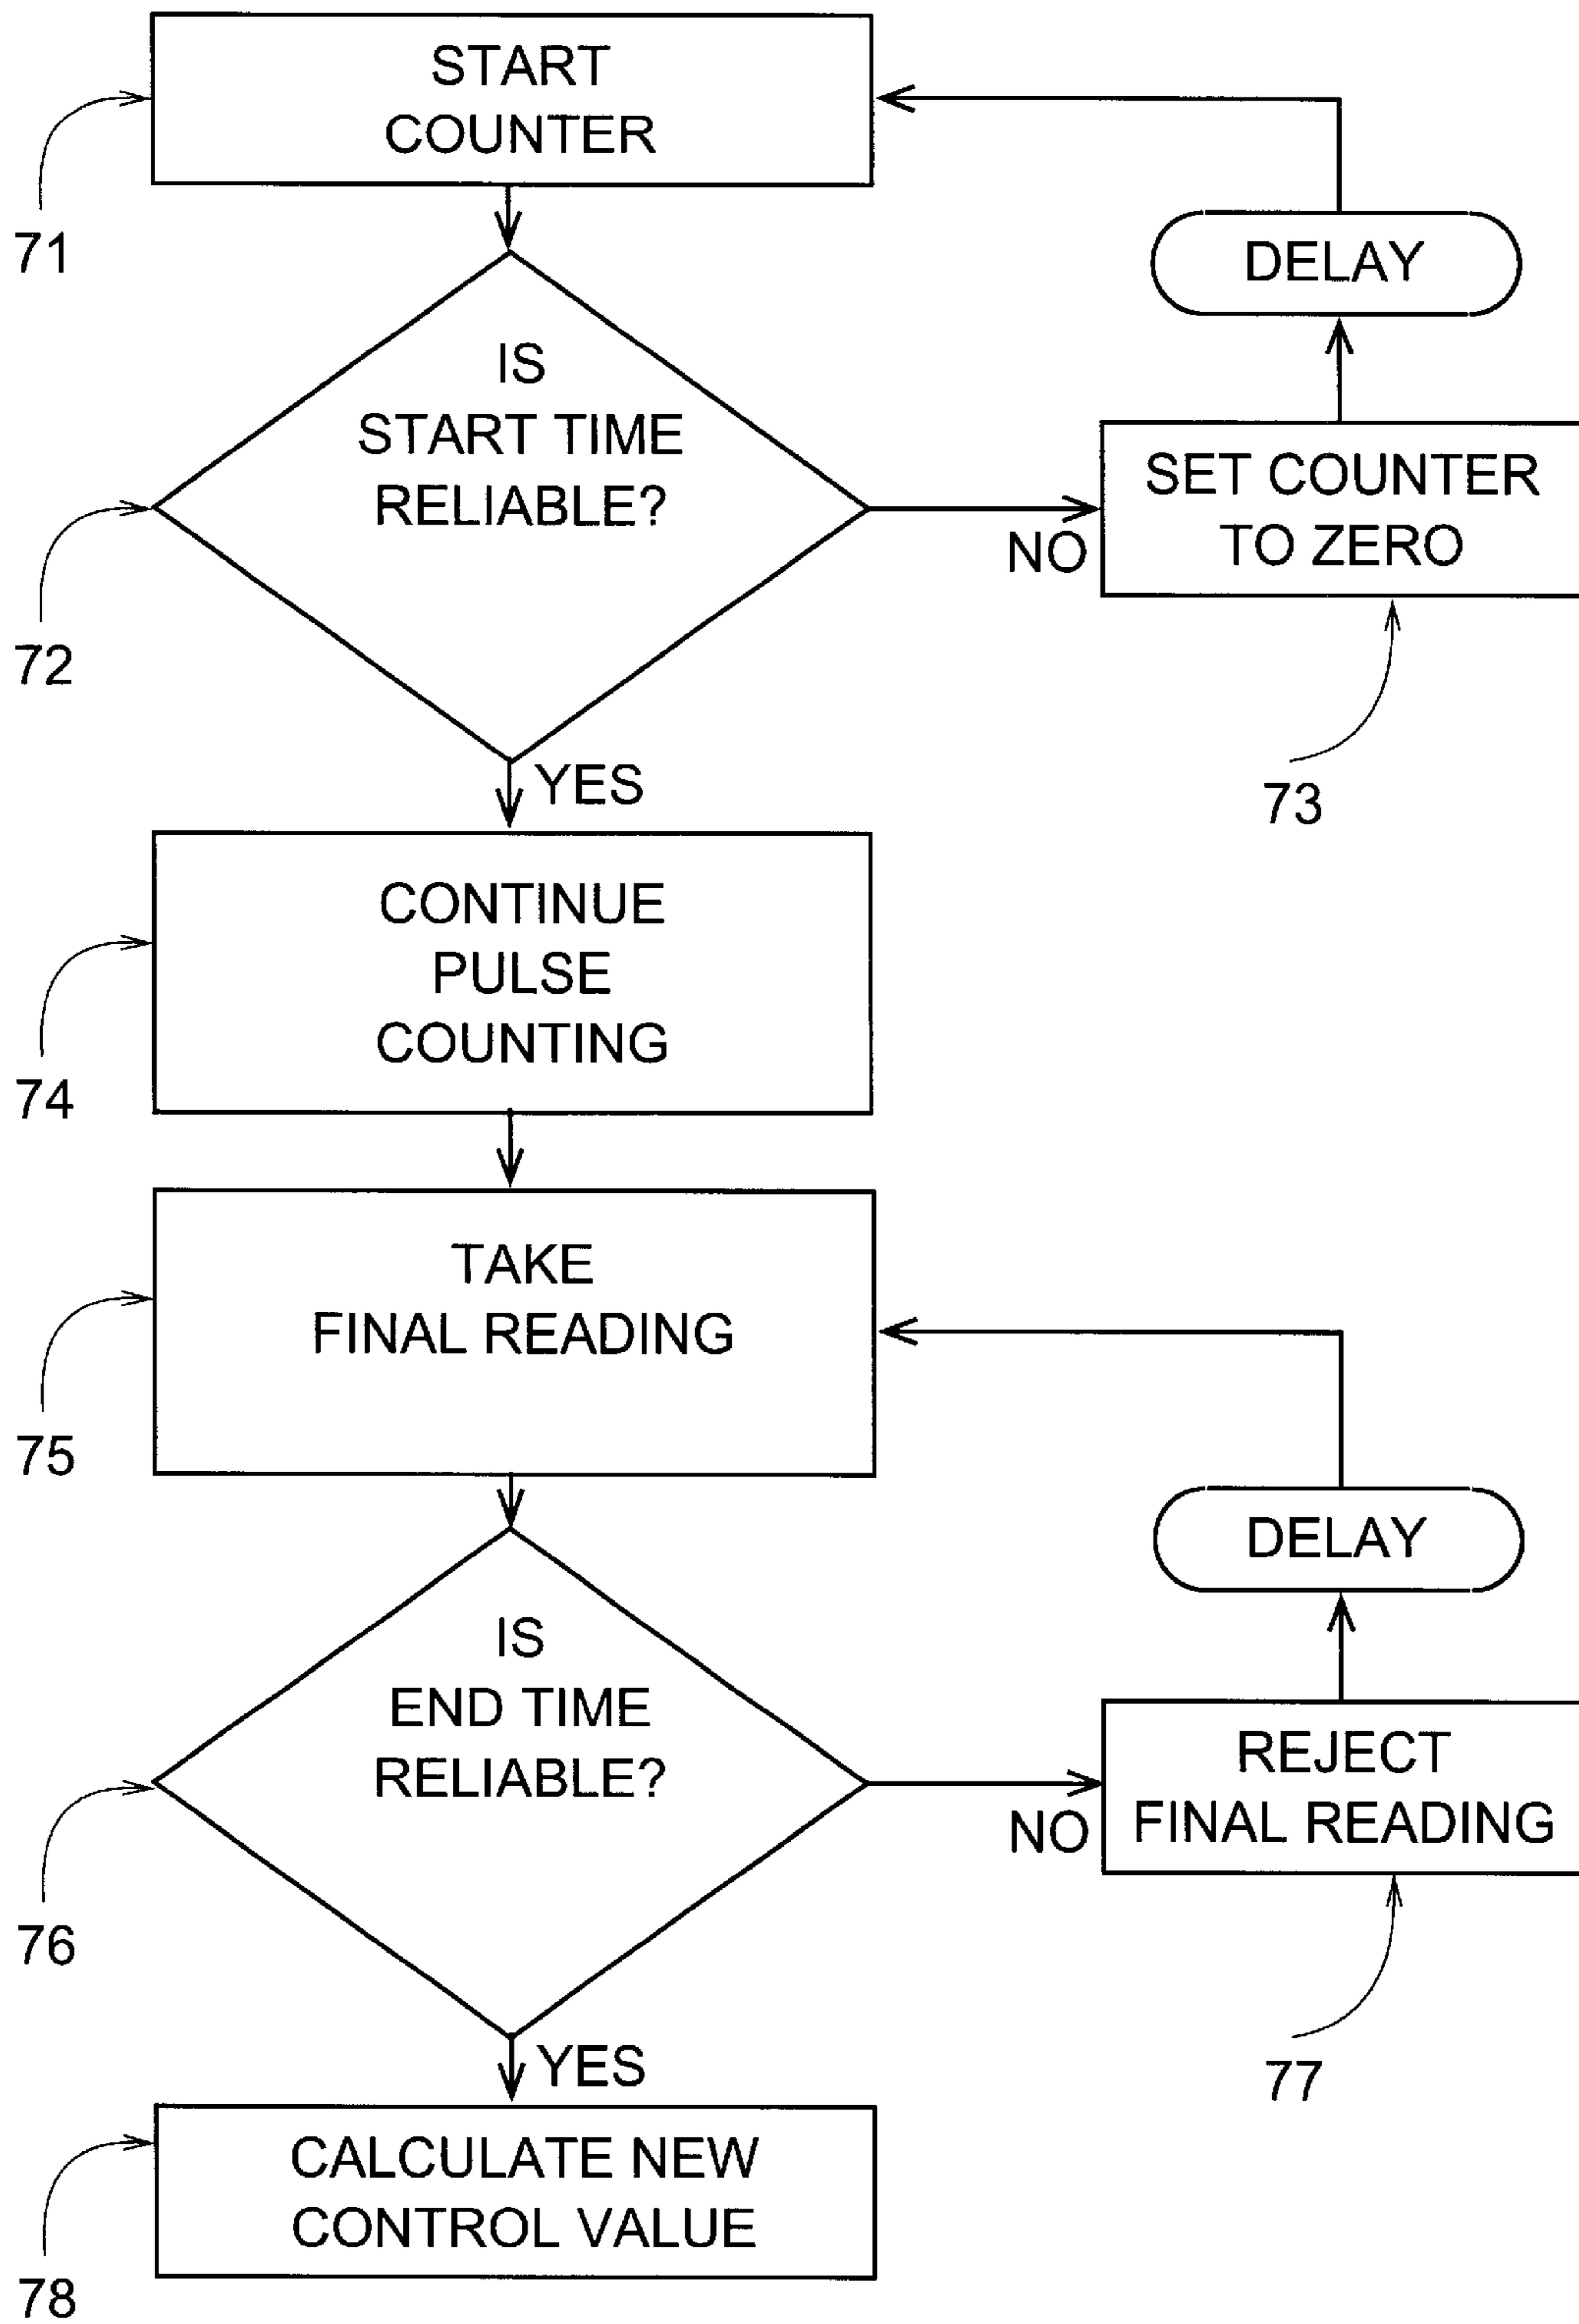 START
COUNTER
71
DELAY
IS
START TIME
RELIABLE?
72
NO
SET COUNTER
TO ZERO
73
YES
CONTINUE
PULSE
COUNTING
74
TAKE
FINAL READING
75
DELAY
IS
END TIME
RELIABLE?
76
NO
REJECT
FINAL READING
77
YES
CALCULATE NEW
CONTROL VALUE
78